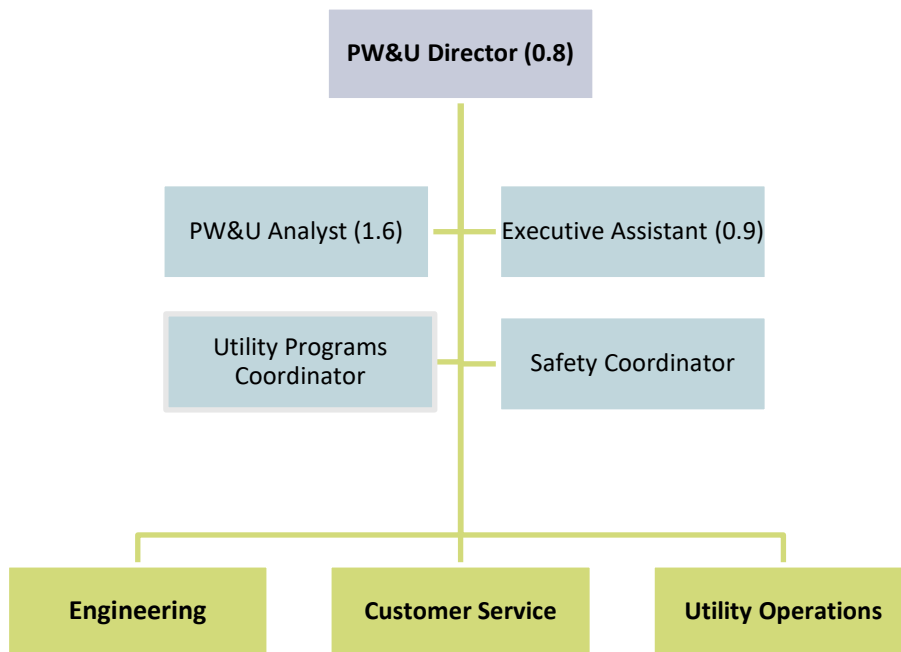 PW&U Director (0.8)
PW&U Analyst (1.6)
Executive Assistant (0.9)
Utility Programs
Coordinator
Safety Coordinator
Engineering
Customer Service
Utility Operations